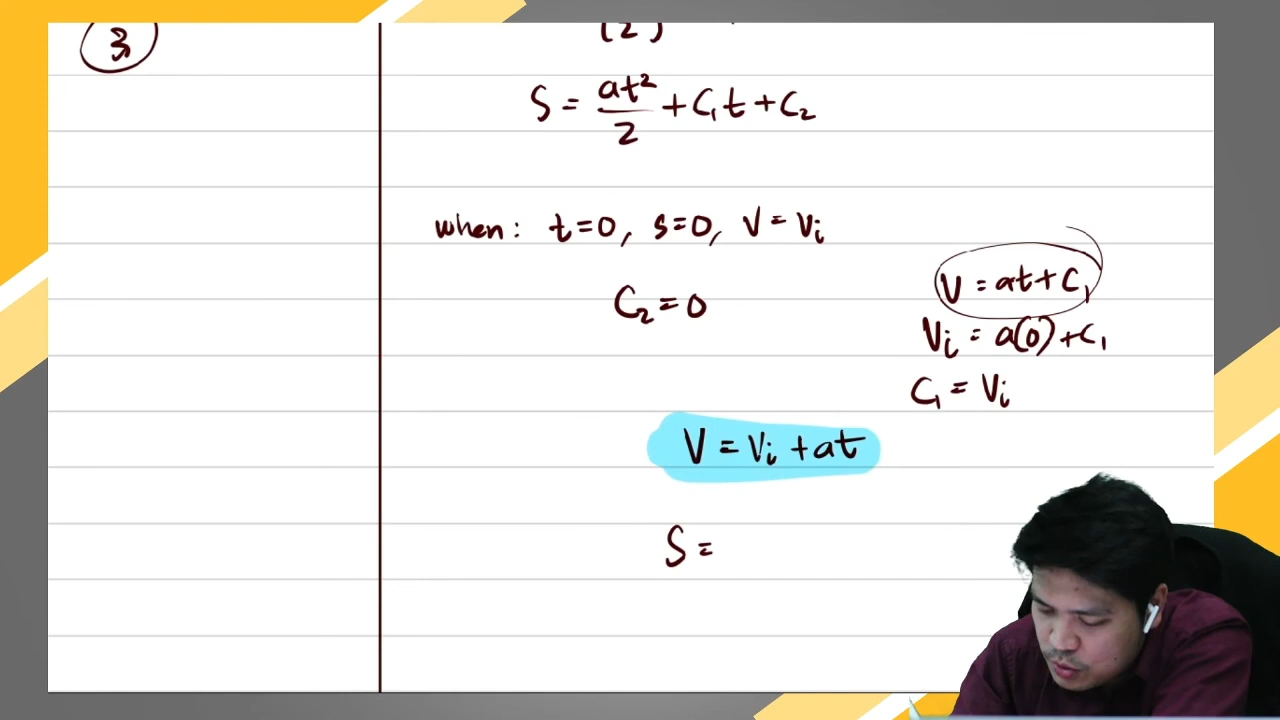 3
(2)
S = at²/2 + C₁t + C₂
when: t=0, s=0, V=Vᵢ
C₂=0
V = at+C₁
Vᵢ = a(0)+C₁
C₁ = Vᵢ
V = Vᵢ +at
S =